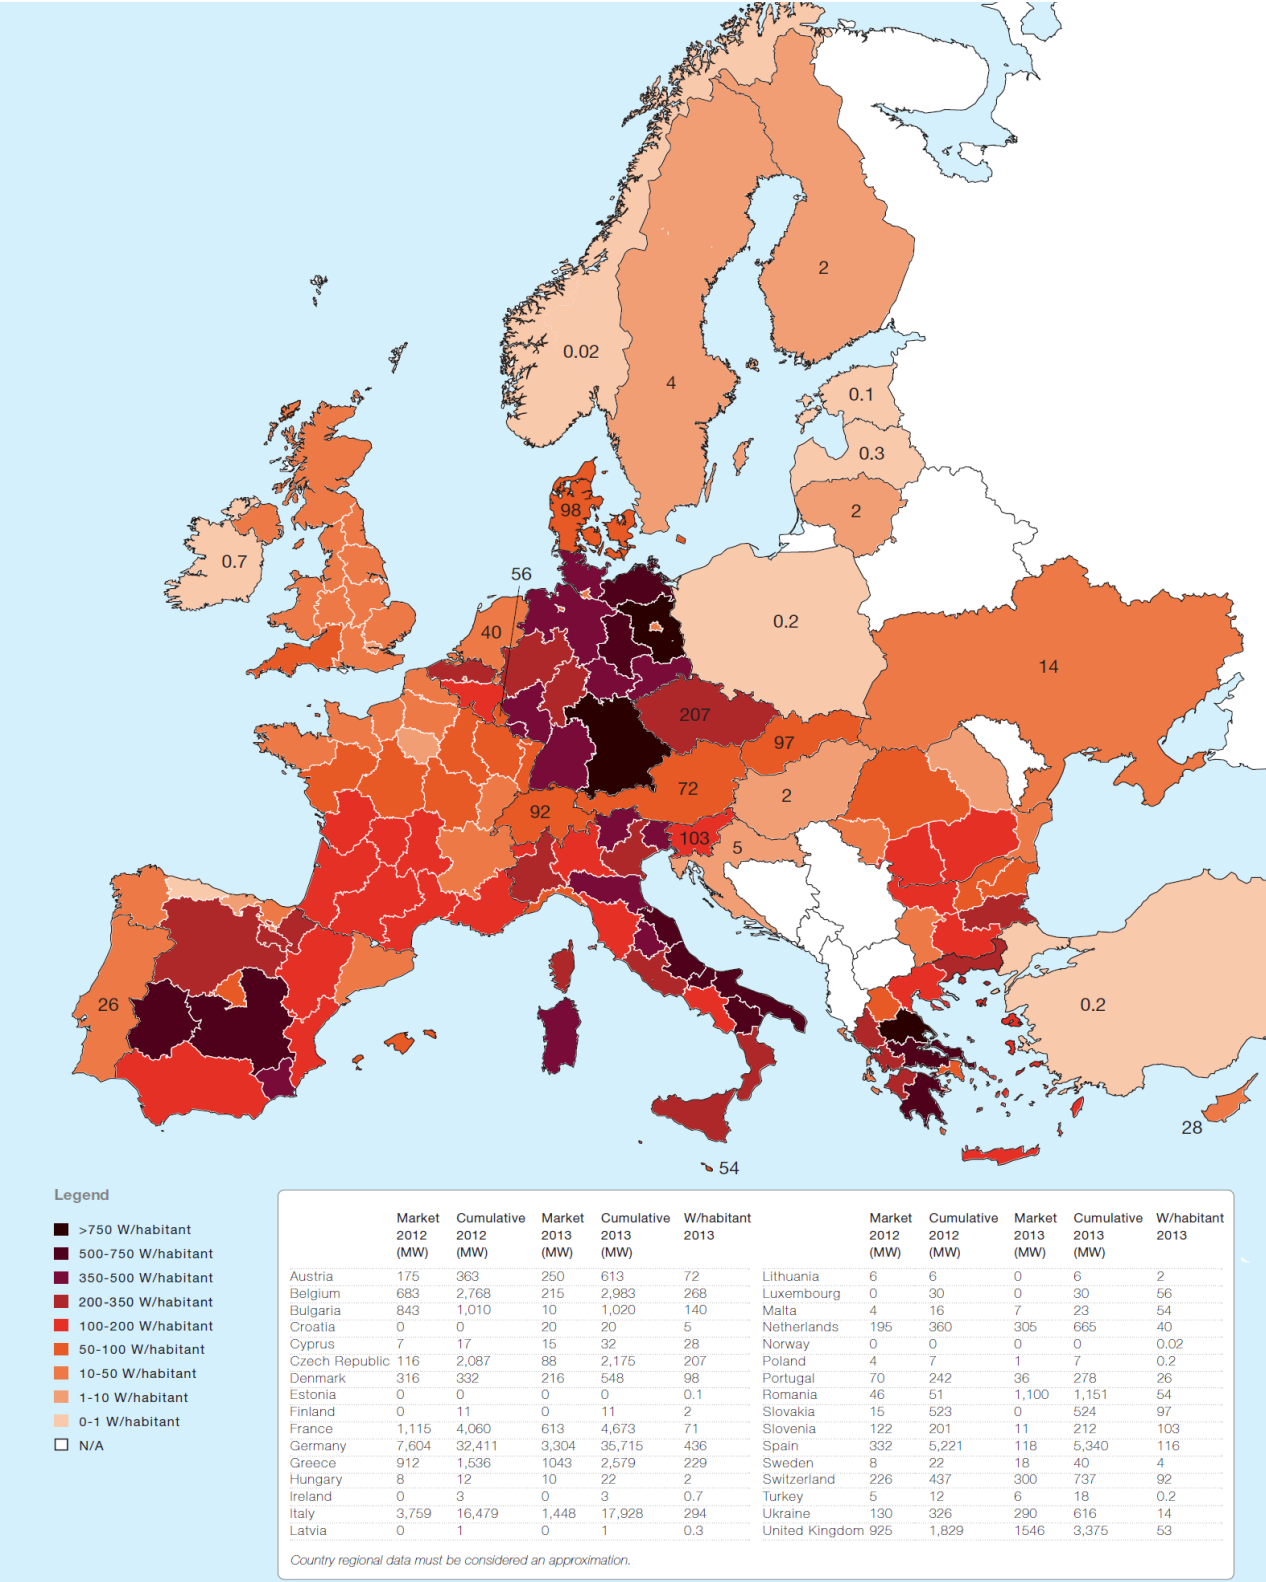 2
0.02
4
0.1
0.3
2
98
0.7
56
40
0.2
14
207
97
72
2
92
103
5
26
0.2
28
54
Legend
>750 W/habitant
500-750 W/habitant
350-500 W/habitant
200-350 W/habitant
100-200 W/habitant
50-100 W/habitant
10-50 W/habitant
1-10 W/habitant
0-1 W/habitant
N/A
Market 2012 (MW) Cumulative 2012 (MW) Market 2013 (MW) Cumulative 2013 (MW) W/habitant 2013
Austria 175 363 250 613 72
Belgium 683 2,768 215 2,983 268
Bulgaria 843 1,010 10 1,020 140
Croatia 0 0 20 20 5
Cyprus 7 17 15 32 28
Czech Republic 116 2,087 88 2,175 207
Denmark 316 332 216 548 98
Estonia 0 0 0 0 0.1
Finland 0 11 0 11 2
France 1,115 4,060 613 4,673 71
Germany 7,604 32,411 3,304 35,715 436
Greece 912 1,536 1043 2,579 229
Hungary 8 12 10 22 2
Ireland 0 3 0 3 0.7
Italy 3,759 16,479 1,448 17,928 294
Latvia 0 1 0 1 0.3
Market 2012 (MW) Cumulative 2012 (MW) Market 2013 (MW) Cumulative 2013 (MW) W/habitant 2013
Lithuania 6 6 0 6 2
Luxembourg 0 30 0 30 56
Malta 4 16 7 23 54
Netherlands 195 360 305 665 40
Norway 0 0 0 0 0.02
Poland 4 7 1 7 0.2
Portugal 70 242 36 278 26
Romania 46 51 1,100 1,151 54
Slovakia 15 523 0 524 97
Slovenia 122 201 11 212 103
Spain 332 5,221 118 5,340 116
Sweden 8 22 18 40 4
Switzerland 226 437 300 737 92
Turkey 5 12 6 18 0.2
Ukraine 130 326 290 616 14
United Kingdom 925 1,829 1546 3,375 53
Country regional data must be considered an approximation.